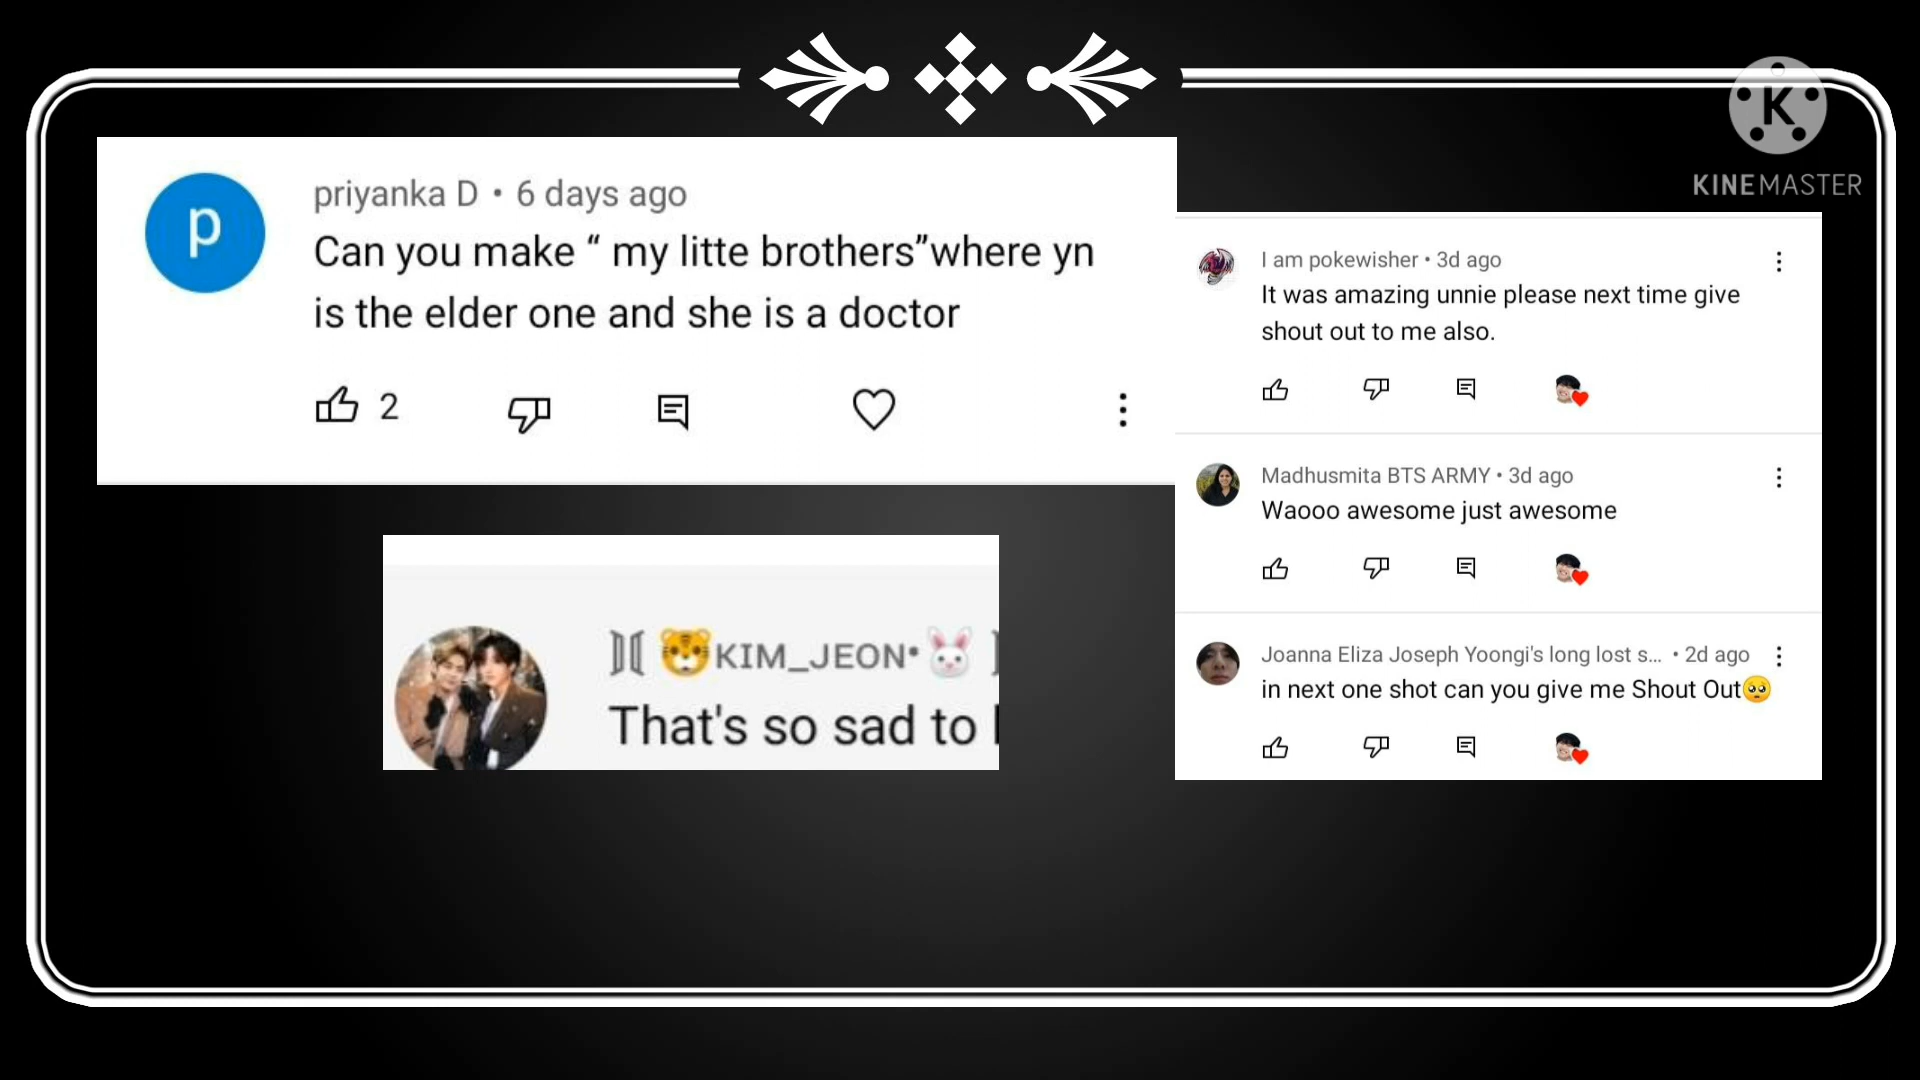 K
KINEMASTER
p
priyanka D • 6 days ago
Can you make “ my litte brothers”where yn
is the elder one and she is a doctor
2
I am pokewisher • 3d ago
It was amazing unnie please next time give
shout out to me also.
Madhusmita BTS ARMY • 3d ago
Waooo awesome just awesome
Joanna Eliza Joseph Yoongi's long lost s... • 2d ago
in next one shot can you give me Shout Out🥺
🐯KIM_JEON•🐰
That's so sad to